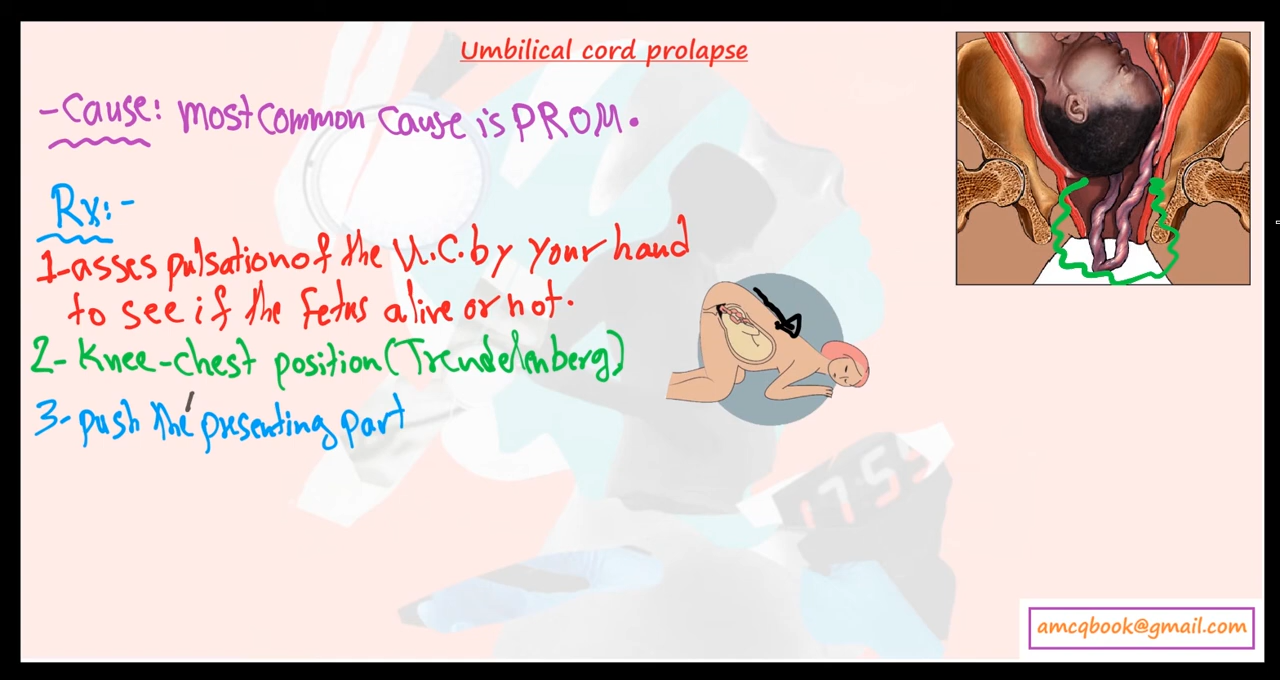 Umbilical cord prolapse
- Cause: most common cause is PROM.
Rx:-
1-asses pulsation of the U.C. by your hand
to see if the fetus alive or not.
2- Knee-chest position (Trendelenberg)
3- push the presenting part
17:59
amcqbook@gmail.com